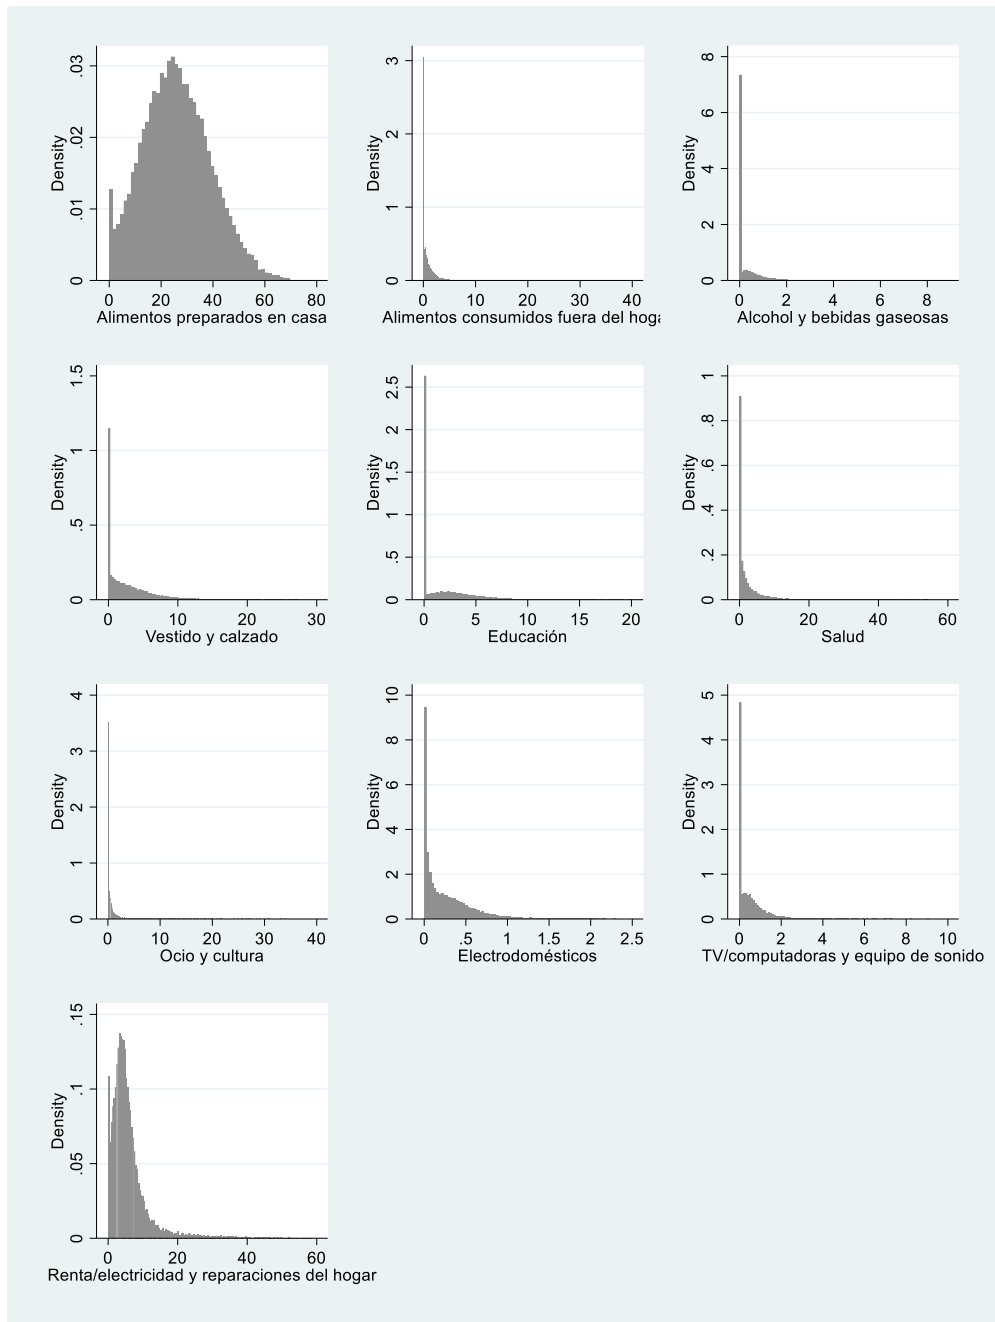 Density
0
.01
.02
.03
0 20 40 60 80
Alimentos preparados en casa
Density
0
1
2
3
0 10 20 30 40
Alimentos consumidos fuera del hoga
Density
0
2
4
6
8
0 2 4 6 8
Alcohol y bebidas gaseosas
Density
0
.5
1
1.5
0 10 20 30
Vestido y calzado
Density
0
.5
1
1.5
2
2.5
0 5 10 15 20
Educación
Density
0
.2
.4
.6
.8
1
0 20 40 60
Salud
Density
0
1
2
3
4
0 10 20 30 40
Ocio y cultura
Density
0
2
4
6
8
10
0 .5 1 1.5 2 2.5
Electrodomésticos
Density
0
1
2
3
4
5
0 2 4 6 8 10
TV/computadoras y equipo de sonido
Density
0
.05
.1
.15
0 20 40 60
Renta/electricidad y reparaciones del hogar